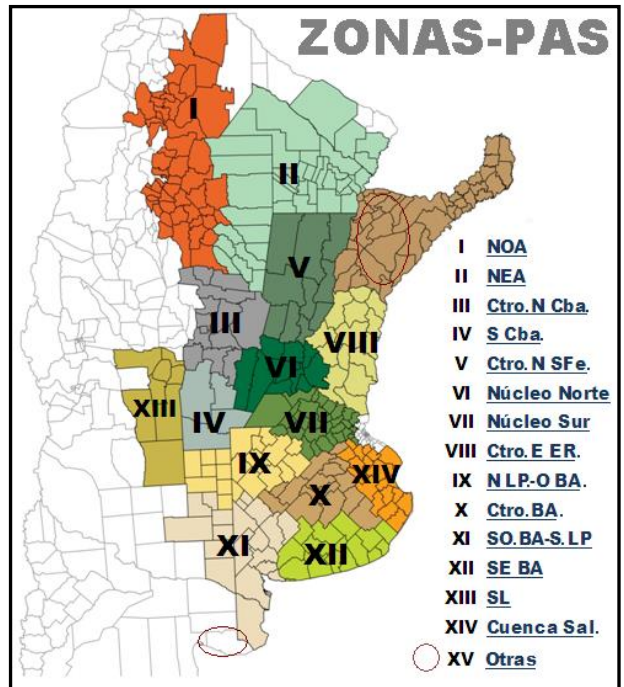 ZONAS-PAS
I
II
V
III
VIII
VI
XIII
IV
VII
IX
XIV
X
XI
XII
I NOA
II NEA
III Ctro.N Cba.
IV S Cba.
V Ctro.N SFe.
VI Núcleo Norte
VII Núcleo Sur
VIII Ctro.E ER.
IX N LP-O BA.
X Ctro.BA.
XI SO.BA-S.LP
XII SE BA
XIII SL
XIV Cuenca Sal.
XV Otras